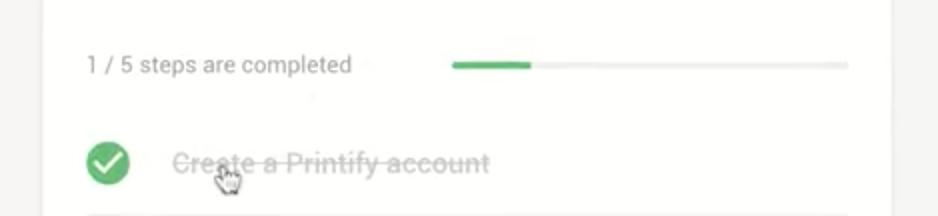 1 / 5 steps are completed
Create a Printify account